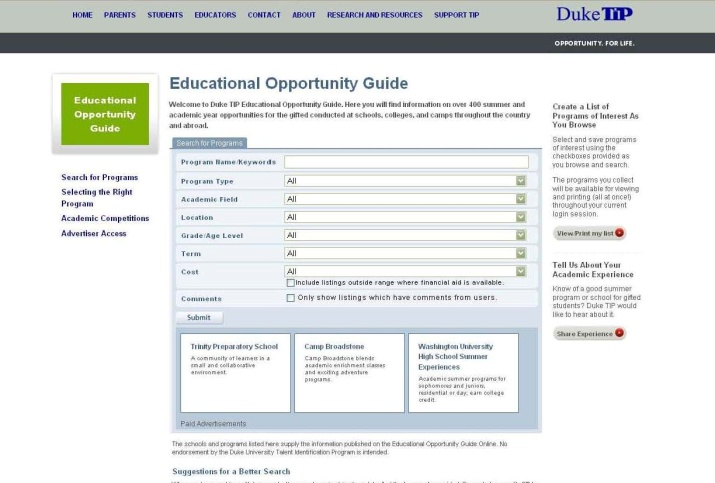 HOME PARENTS STUDENTS EDUCATORS CONTACT ABOUT RESEARCH AND RESOURCES SUPPORT TIP
Duke TiP
OPPORTUNITY. FOR LIFE.
Educational
Opportunity
Guide
Search for Programs
Selecting the Right
Program
Academic Competitions
Advertiser Access
Educational Opportunity Guide
Welcome to Duke TIP Educational Opportunity Guide. Here you will find information on over 400 summer and
academic year opportunities for the gifted conducted at schools, colleges, and camps throughout the country
and abroad.
Search for Programs
Program Name/Keywords
Program Type All
Academic Field All
Location All
Grade/Age Level All
Term All
Cost All
Include listings outside range where financial aid is available.
Comments Only show listings which have comments from users.
Submit
Trinity Preparatory School
A community of learners in a
small and collaborative
environment.
Camp Broadstone
Camp Broadstone blends
academic enrichment classes
and exciting adventure
programs.
Washington University
High School Summer
Experiences
Academic summer programs for
sophomores and juniors,
residential or day; earn college
credit.
Paid Advertisements
The schools and programs listed here supply the information published on the Educational Opportunity Guide Online. No
endorsement by the Duke University Talent Identification Program is intended.
Suggestions for a Better Search
Create a List of
Programs of Interest As
You Browse
Select and save programs
of interest using the
checkboxes provided as
you browse and search.
The programs you collect
will be available for viewing
and printing (all at once!)
throughout your current
login session.
View/Print my list
Tell Us About Your
Academic Experience
Know of a good summer
program or school for gifted
students? Duke TIP would
like to hear about it.
Share Experience